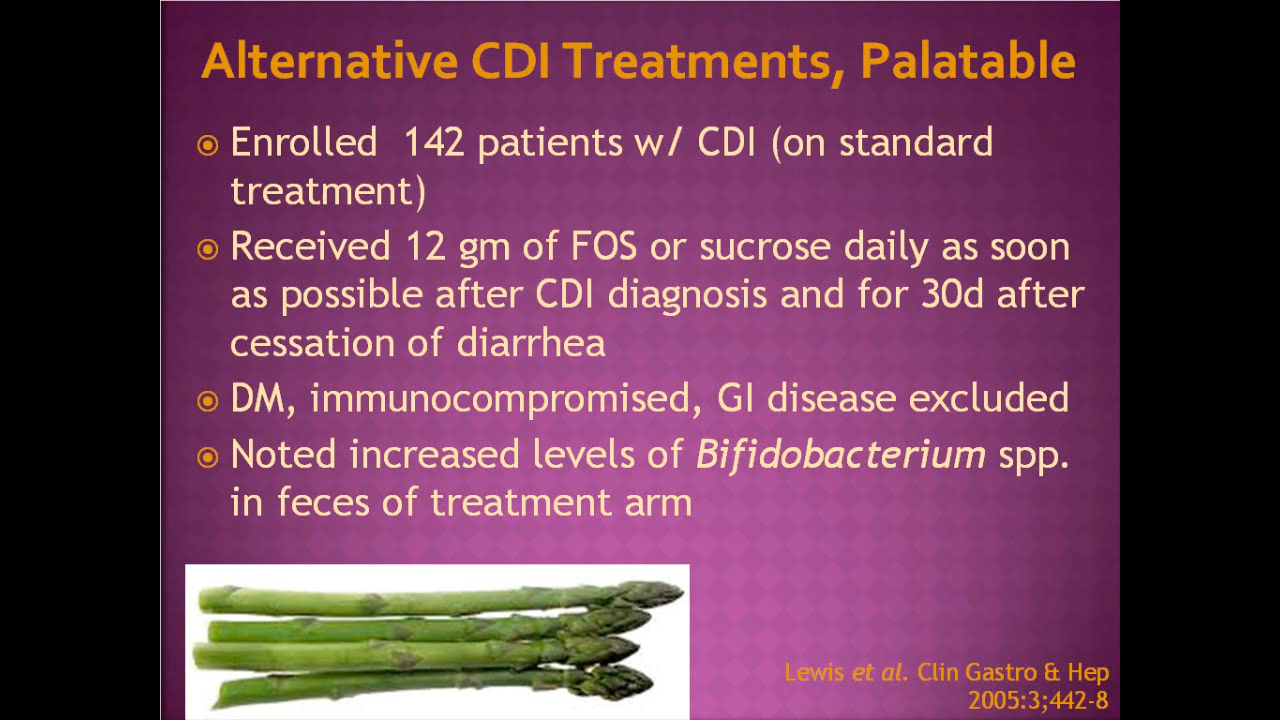 Alternative CDI Treatments, Palatable
Enrolled 142 patients w/ CDI (on standard
treatment)
Received 12 gm of FOS or sucrose daily as soon
as possible after CDI diagnosis and for 30d after
cessation of diarrhea
DM, immunocompromised, GI disease excluded
Noted increased levels of Bifidobacterium spp.
in feces of treatment arm
Lewis et al. Clin Gastro & Hep
2005:3;442-8